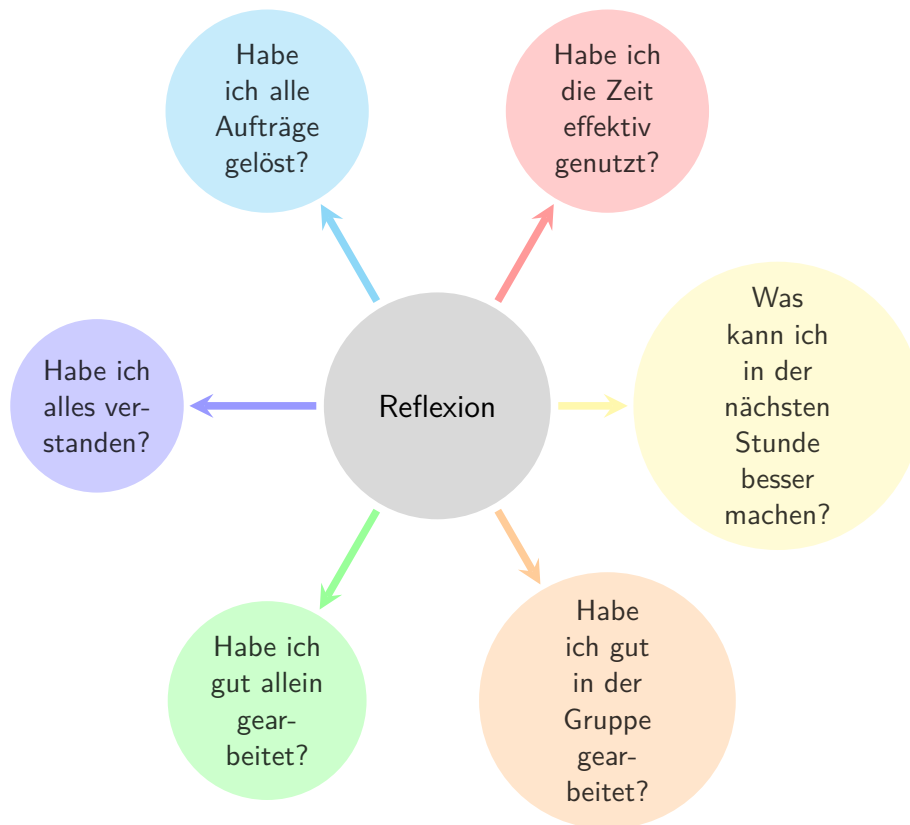 Habe
ich alle
Aufträge
gelöst?
Habe ich
die Zeit
effektiv
genutzt?
Was
kann ich
in der
nächsten
Stunde
besser
machen?
Habe ich
alles ver-
standen?
Reflexion
Habe ich
gut allein
gear-
beitet?
Habe
ich gut
in der
Gruppe
gear-
beitet?